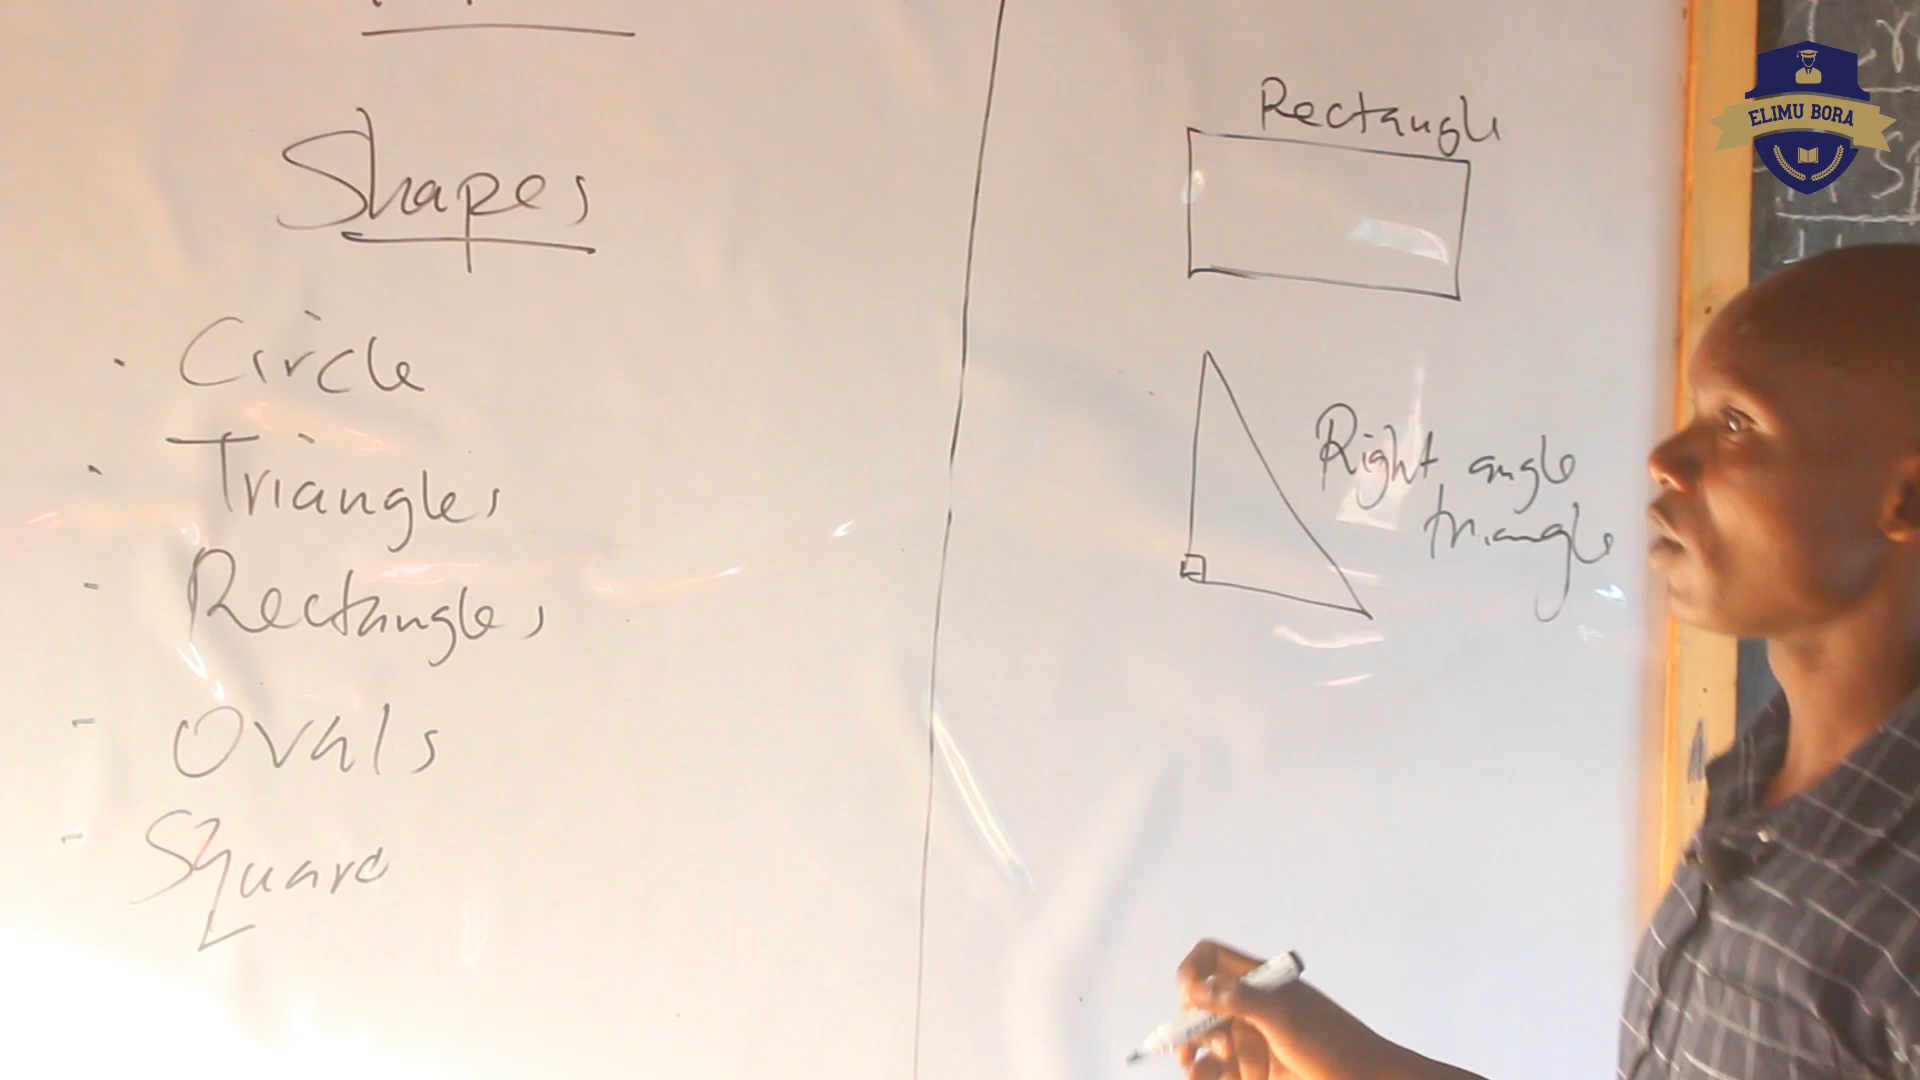 Shapes
· Circle
· Triangles
- Rectangles
- Ovals
- Square
Rectangle
Right angle
triangle
ELIMU BORA